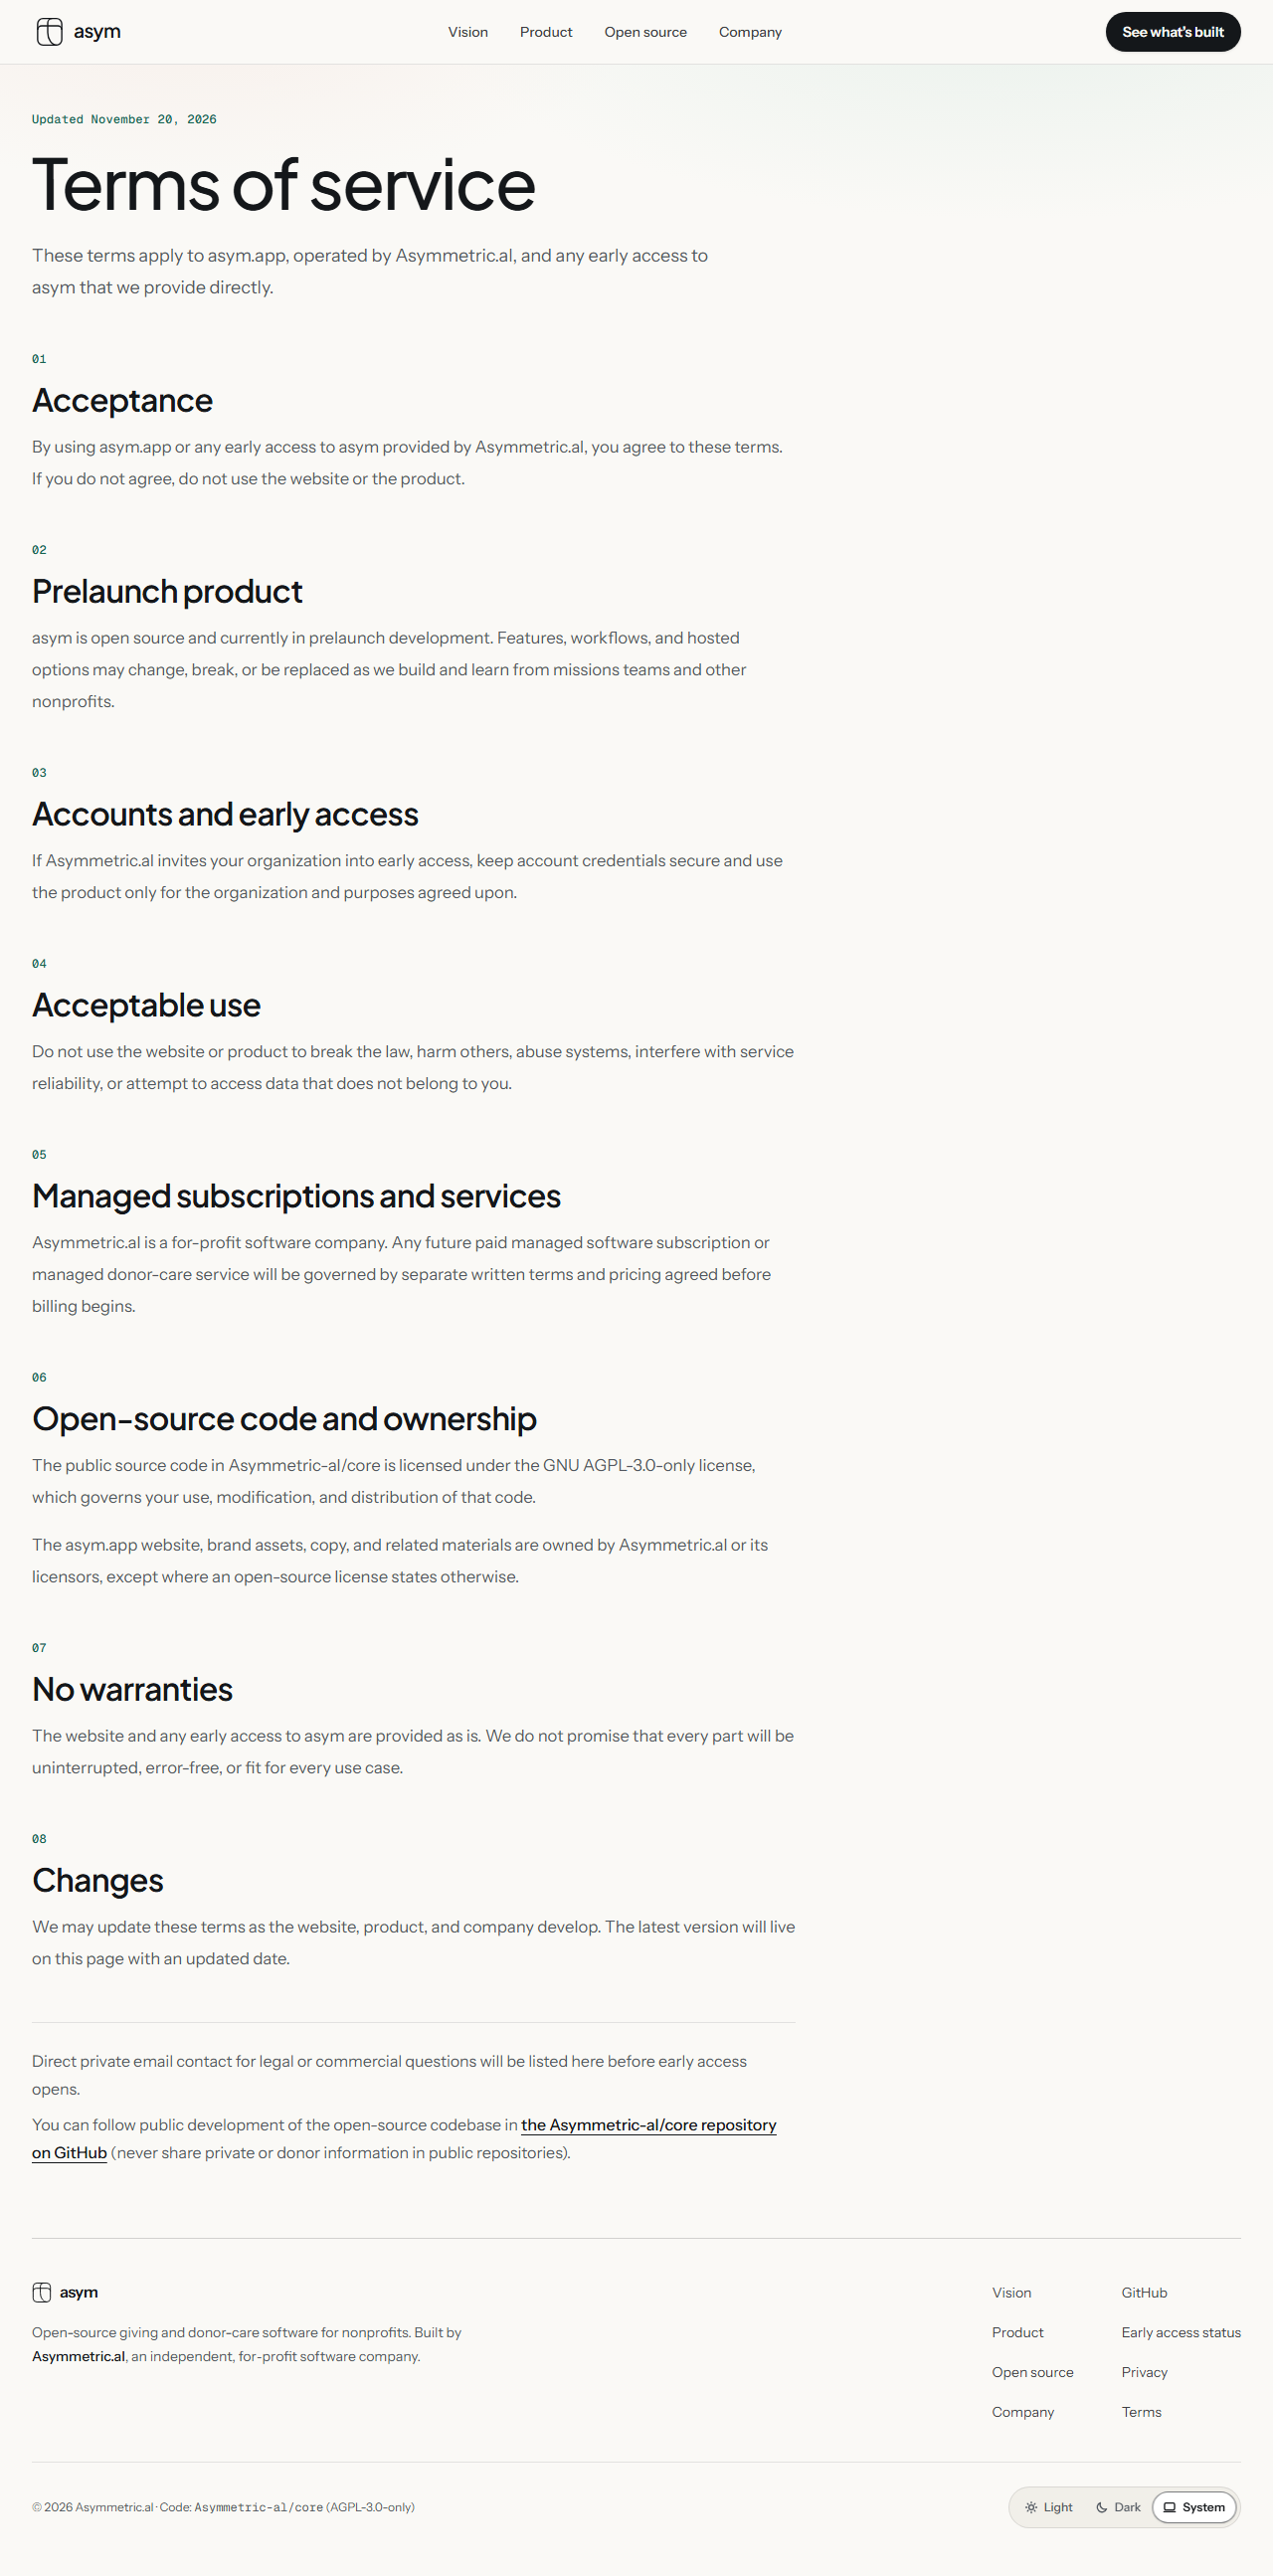 asym
Vision
Product
Open source
Company
See what's built
Updated November 20, 2026
Terms of service
These terms apply to asym.app, operated by Asymmetric.al, and any early access to
asym that we provide directly.
01
Acceptance
By using asym.app or any early access to asym provided by Asymmetric.al, you agree to these terms.
If you do not agree, do not use the website or the product.
02
Prelaunch product
asym is open source and currently in prelaunch development. Features, workflows, and hosted
options may change, break, or be replaced as we build and learn from missions teams and other
nonprofits.
03
Accounts and early access
If Asymmetric.al invites your organization into early access, keep account credentials secure and use
the product only for the organization and purposes agreed upon.
04
Acceptable use
Do not use the website or product to break the law, harm others, abuse systems, interfere with service
reliability, or attempt to access data that does not belong to you.
05
Managed subscriptions and services
Asymmetric.al is a for-profit software company. Any future paid managed software subscription or
managed donor-care service will be governed by separate written terms and pricing agreed before
billing begins.
06
Open-source code and ownership
The public source code in Asymmetric-al/core is licensed under the GNU AGPL-3.0-only license,
which governs your use, modification, and distribution of that code.
The asym.app website, brand assets, copy, and related materials are owned by Asymmetric.al or its
licensors, except where an open-source license states otherwise.
07
No warranties
The website and any early access to asym are provided as is. We do not promise that every part will be
uninterrupted, error-free, or fit for every use case.
08
Changes
We may update these terms as the website, product, and company develop. The latest version will live
on this page with an updated date.
Direct private email contact for legal or commercial questions will be listed here before early access
opens.
You can follow public development of the open-source codebase in the Asymmetric-al/core repository
on GitHub (never share private or donor information in public repositories).
asym
Open-source giving and donor-care software for nonprofits. Built by
Asymmetric.al, an independent, for-profit software company.
Vision
Product
Open source
Company
GitHub
Early access status
Privacy
Terms
© 2026 Asymmetric.al · Code: Asymmetric-al/core (AGPL-3.0-only)
Light
Dark
System